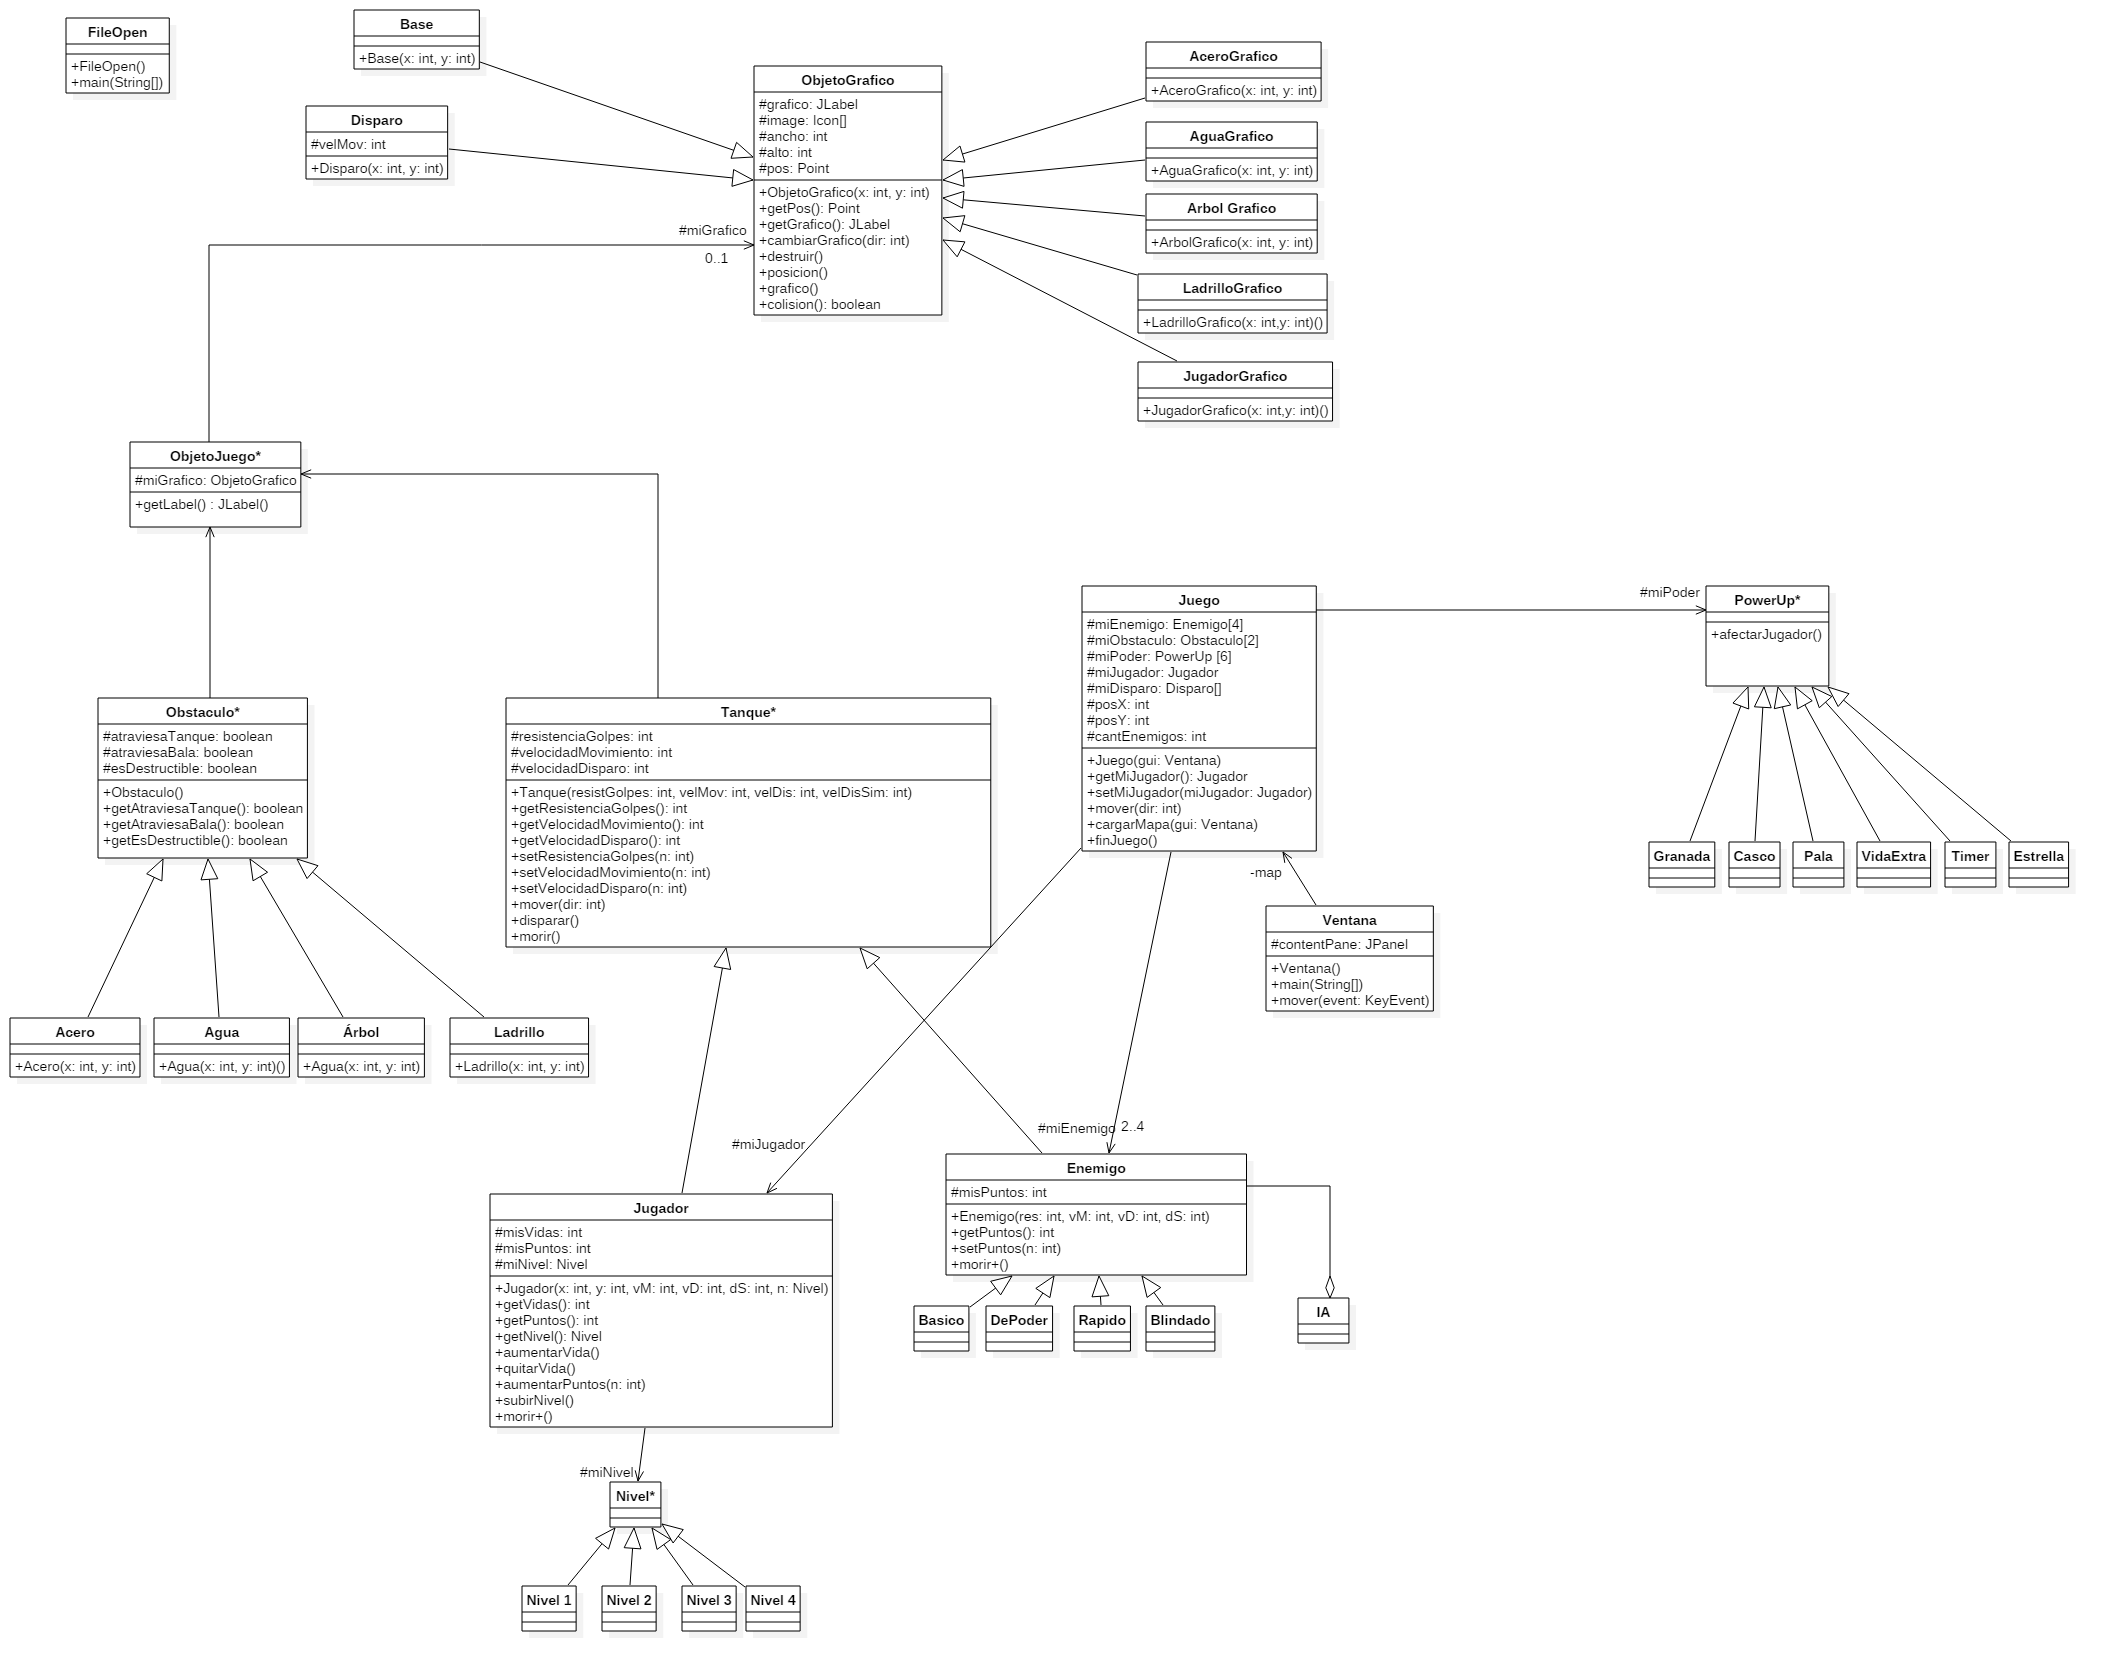 FileOpen
+FileOpen()
+main(String[])
Base
+Base(x: int, y: int)
Disparo
#velMov: int
+Disparo(x: int, y: int)
ObjetoGrafico
#grafico: JLabel
#image: Icon[]
#ancho: int
#alto: int
#pos: Point
+ObjetoGrafico(x: int, y: int)
+getPos(): Point
+getGrafico(): JLabel
+cambiarGrafico(dir: int)
+destruir()
+posicion()
+grafico()
+colision(): boolean
#miGrafico
0..1
AceroGrafico
+AceroGrafico(x: int, y: int)
AguaGrafico
+AguaGrafico(x: int, y: int)
Arbol Grafico
+ArbolGrafico(x: int, y: int)
LadrilloGrafico
+LadrilloGrafico(x: int,y: int)()
JugadorGrafico
+JugadorGrafico(x: int,y: int)()
ObjetoJuego*
#miGrafico: ObjetoGrafico
+getLabel() : JLabel()
Obstaculo*
#atraviesaTanque: boolean
#atraviesaBala: boolean
#esDestructible: boolean
+Obstaculo()
+getAtraviesaTanque(): boolean
+getAtraviesaBala(): boolean
+getEsDestructible(): boolean
Tanque*
#resistenciaGolpes: int
#velocidadMovimiento: int
#velocidadDisparo: int
+Tanque(resistGolpes: int, velMov: int, velDis: int, velDisSim: int)
+getResistenciaGolpes(): int
+getVelocidadMovimiento(): int
+getVelocidadDisparo(): int
+setResistenciaGolpes(n: int)
+setVelocidadMovimiento(n: int)
+setVelocidadDisparo(n: int)
+mover(dir: int)
+disparar()
+morir()
Juego
#miEnemigo: Enemigo[4]
#miObstaculo: Obstaculo[2]
#miPoder: PowerUp [6]
#miJugador: Jugador
#miDisparo: Disparo[]
#posX: int
#posY: int
#cantEnemigos: int
+Juego(gui: Ventana)
+getMiJugador(): Jugador
+setMiJugador(miJugador: Jugador)
+mover(dir: int)
+cargarMapa(gui: Ventana)
+finJuego()
#miPoder
PowerUp*
+afectarJugador()
Granada
Casco
Pala
VidaExtra
Timer
Estrella
-map
Ventana
#contentPane: JPanel
+Ventana()
+main(String[])
+mover(event: KeyEvent)
Acero
+Acero(x: int, y: int)
Agua
+Agua(x: int, y: int)()
Árbol
+Agua(x: int, y: int)
Ladrillo
+Ladrillo(x: int, y: int)
#miJugador
#miEnemigo
2..4
Jugador
#misVidas: int
#misPuntos: int
#miNivel: Nivel
+Jugador(x: int, y: int, vM: int, vD: int, dS: int, n: Nivel)
+getVidas(): int
+getPuntos(): int
+getNivel(): Nivel
+aumentarVida()
+quitarVida()
+aumentarPuntos(n: int)
+subirNivel()
+morir+()
Enemigo
#misPuntos: int
+Enemigo(res: int, vM: int, vD: int, dS: int)
+getPuntos(): int
+setPuntos(n: int)
+morir+()
Basico
DePoder
Rapido
Blindado
IA
#miNivel
Nivel*
Nivel 1
Nivel 2
Nivel 3
Nivel 4